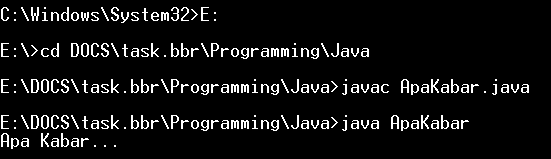 C:\Windows\System32>E:
E:\>cd DOCS\task.bbr\Programming\Java
E:\DOCS\task.bbr\Programming\Java>javac ApaKabar.java
E:\DOCS\task.bbr\Programming\Java>java ApaKabar
Apa Kabar...